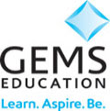 GEMS
EDUCATION
Learn. Aspire. Be.